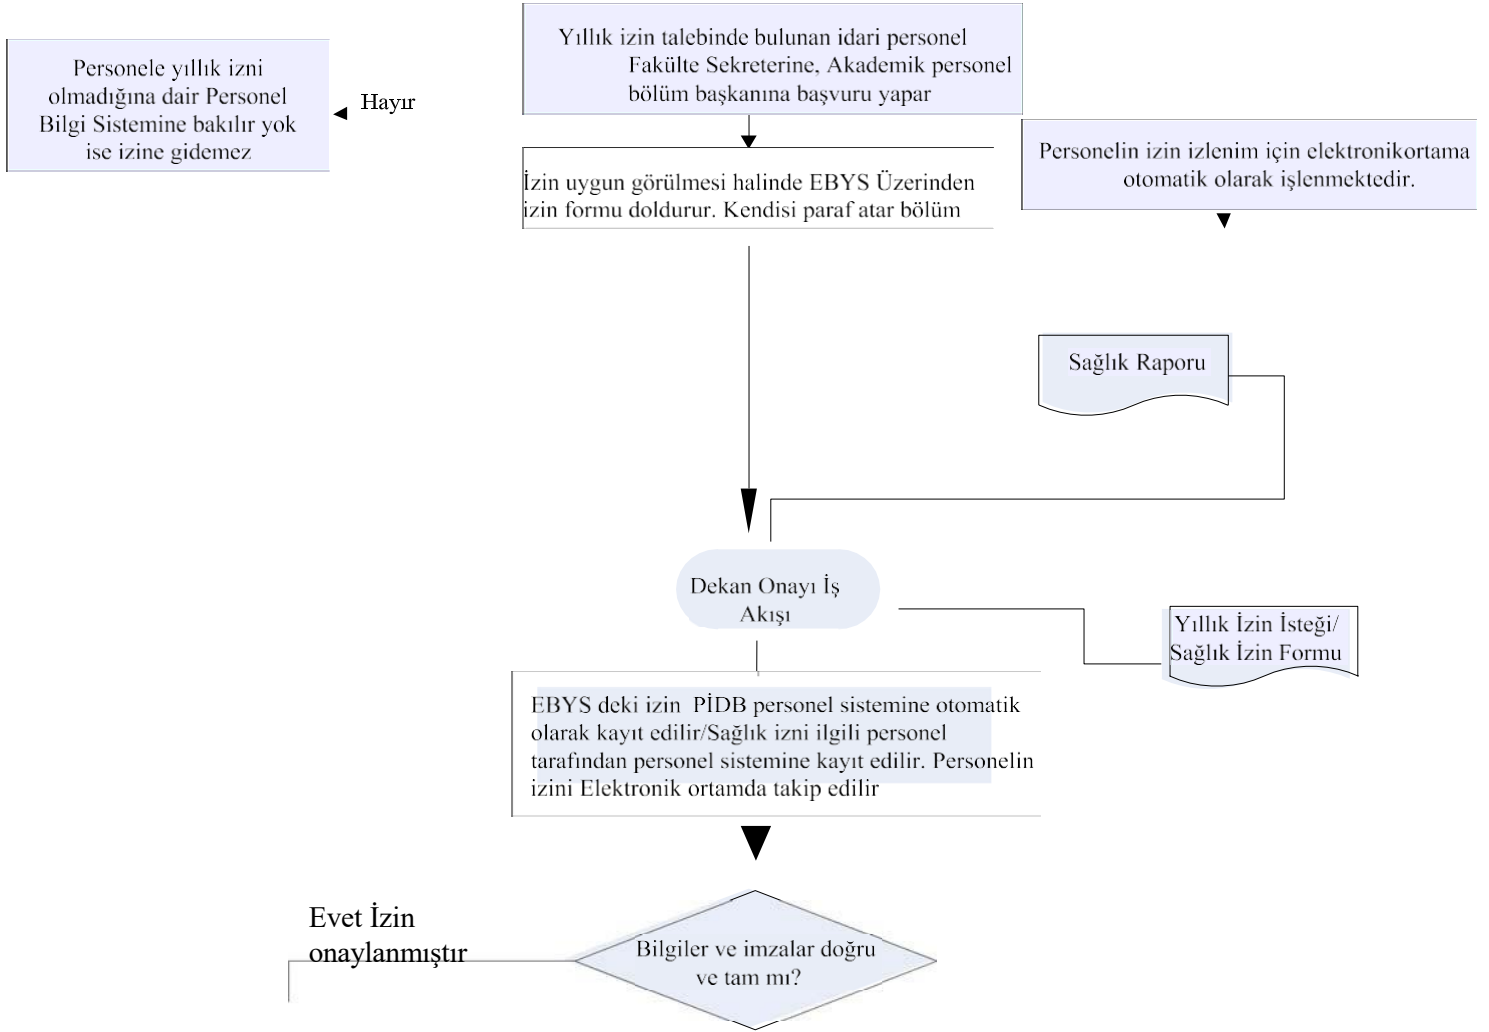 Yıllık izin talebinde bulunan idari personel
Fakülte Sekreterine, Akademik personel
bölüm başkanına başvuru yapar
Personele yıllık izni
olmadığına dair Personel
Bilgi Sistemine bakılır yok
ise izine gidemez
Hayır
İzin uygun görülmesi halinde EBYS Üzerinden
izin formu doldurur. Kendisi paraf atar bölüm
Personelin izin izlenim için elektronikortama
otomatik olarak işlenmektedir.
Sağlık Raporu
Dekan Onayı İş
Akışı
Yıllık İzin İsteği/
Sağlık İzin Formu
EBYS deki izin PİDB personel sistemine otomatik
olarak kayıt edilir/Sağlık izni ilgili personel
tarafından personel sistemine kayıt edilir. Personelin
izini Elektronik ortamda takip edilir
Evet İzin
onaylanmıştır
Bilgiler ve imzalar doğru
ve tam mı?